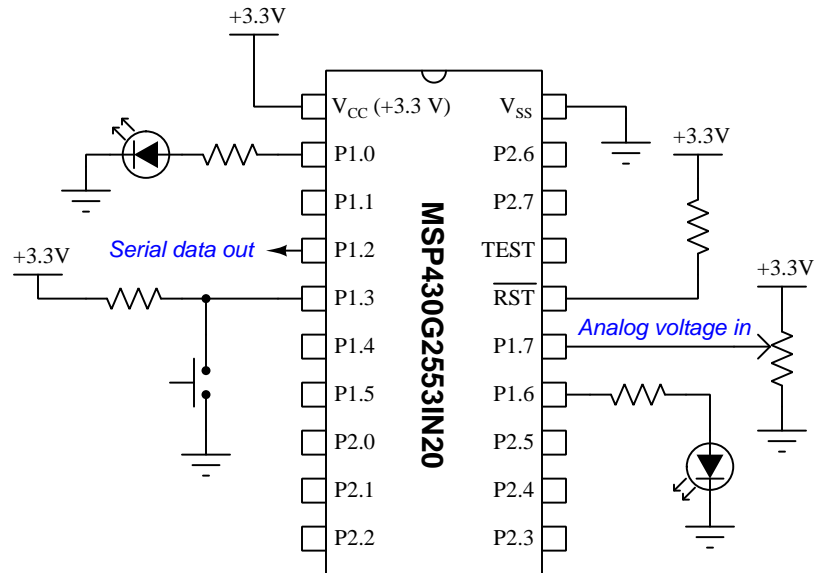 +3.3V
V_CC (+3.3 V)
P1.0
P1.1
Serial data out
P1.2
+3.3V
P1.3
P1.4
P1.5
P2.0
P2.1
P2.2
MSP430G2553IN20
V_SS
P2.6
+3.3V
P2.7
TEST
RST
+3.3V
Analog voltage in
P1.7
P1.6
P2.5
P2.4
P2.3